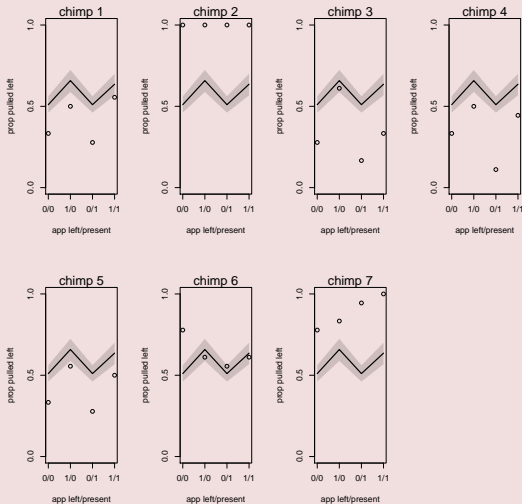 chimp 1
prop pulled left
0.0 0.5 1.0
0/0 1/0 0/1 1/1
app left/present
chimp 2
prop pulled left
0.0 0.5 1.0
0/0 1/0 0/1 1/1
app left/present
chimp 3
prop pulled left
0.0 0.5 1.0
0/0 1/0 0/1 1/1
app left/present
chimp 4
prop pulled left
0.0 0.5 1.0
0/0 1/0 0/1 1/1
app left/present
chimp 5
prop pulled left
0.0 0.5 1.0
0/0 1/0 0/1 1/1
app left/present
chimp 6
prop pulled left
0.0 0.5 1.0
0/0 1/0 0/1 1/1
app left/present
chimp 7
prop pulled left
0.0 0.5 1.0
0/0 1/0 0/1 1/1
app left/present